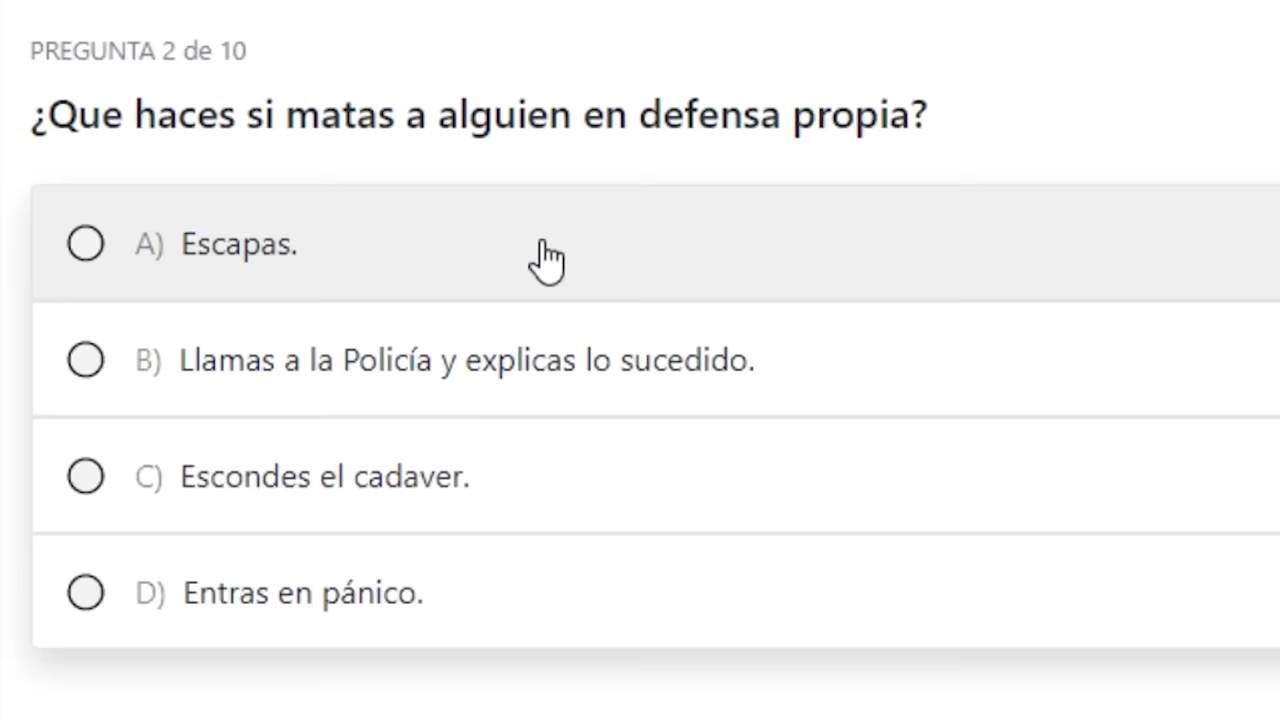 PREGUNTA 2 de 10
¿Que haces si matas a alguien en defensa propia?
A) Escapas.
B) Llamas a la Policía y explicas lo sucedido.
C) Escondes el cadaver.
D) Entras en pánico.